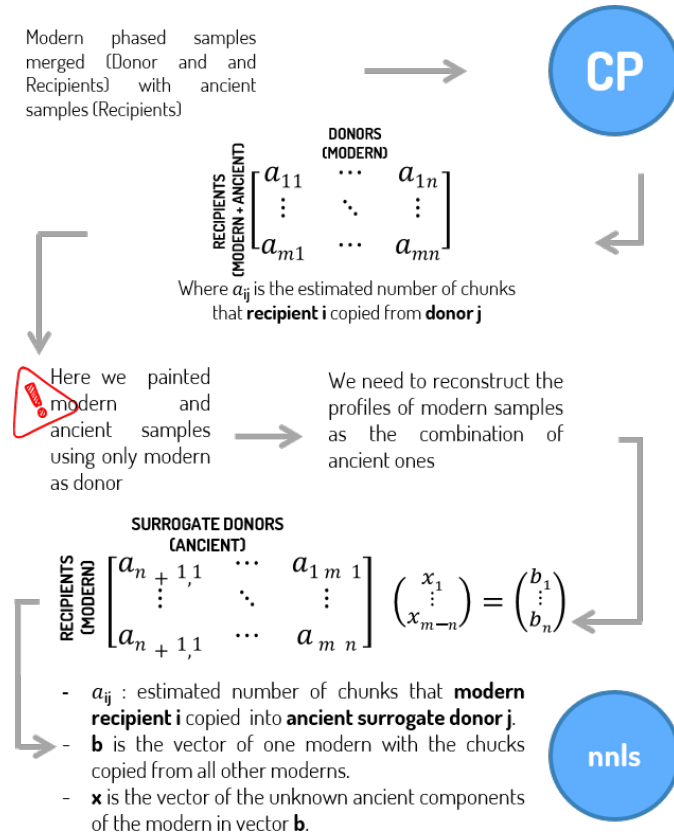 Modern phased samples
merged (Donor and and
Recipients) with ancient
samples (Recipients)
CP
DONORS
(MODERN)
RECIPIENTS
(MODERN + ANCIENT)
a11 ⋯ a1n
⋮ ⋱ ⋮
am1 ⋯ amn
Where aij is the estimated number of chunks
that recipient i copied from donor j
!
Here we painted
modern and
ancient samples
using only modern
as donor
We need to reconstruct the
profiles of modern samples
as the combination of
ancient ones
SURROGATE DONORS
(ANCIENT)
RECIPIENTS
(MODERN)
an + 1,1 ⋯ a1 m 1
⋮ ⋱ ⋮
an + 1,1 ⋯ a m n
x1
⋮
xm−n
=
b1
⋮
bn
- aij : estimated number of chunks that modern
recipient i copied into ancient surrogate donor j.
- b is the vector of one modern with the chucks
copied from all other moderns.
- x is the vector of the unknown ancient components
of the modern in vector b.
nnls